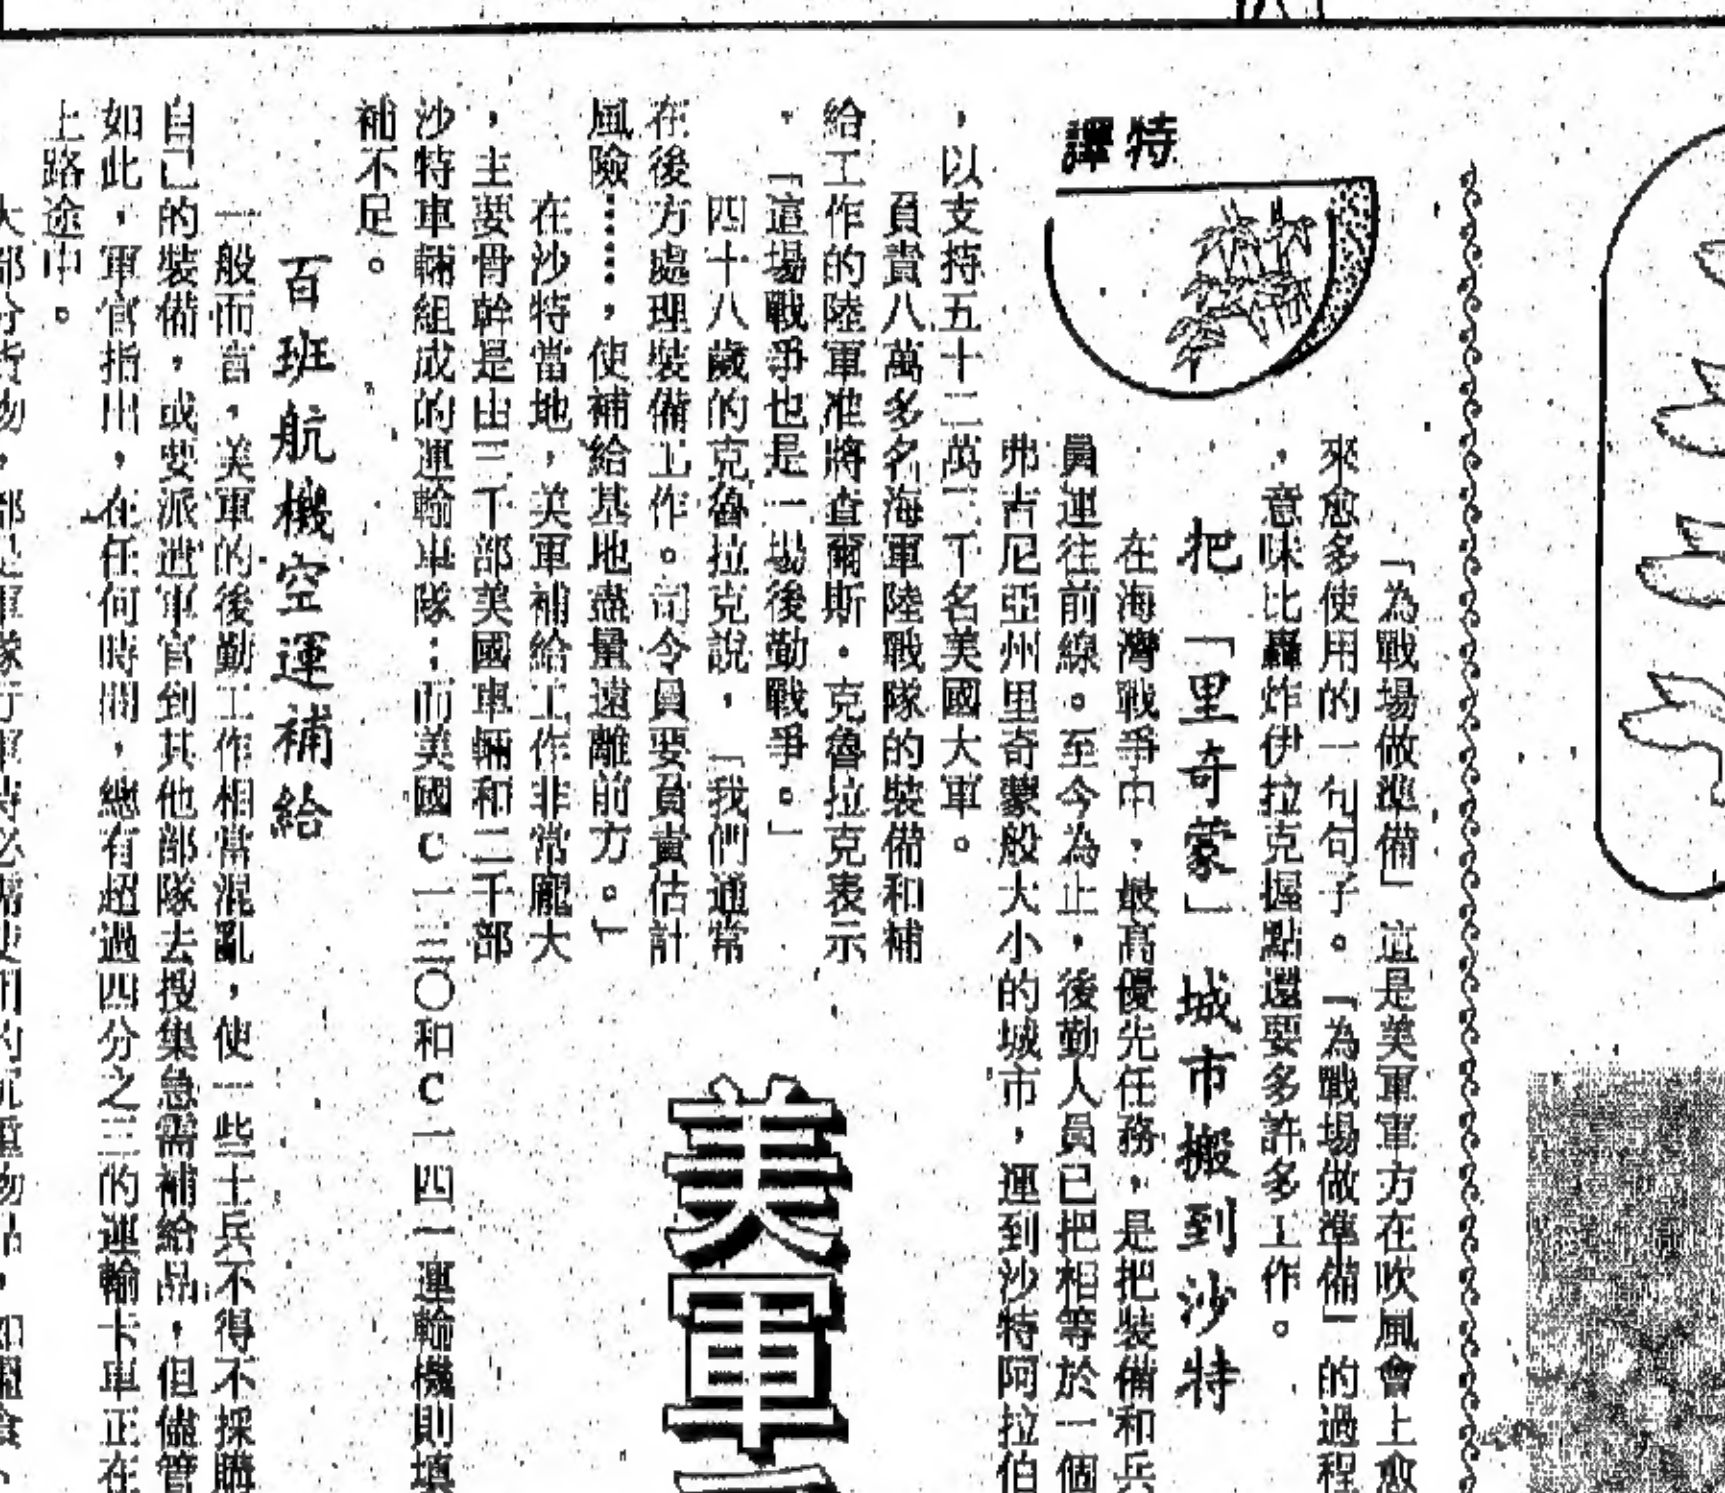 特譯
「為戰場做準備」這是美軍軍方在吹風會上愈
來愈多使用的一句句子。「為戰場做準備」的過程
，意味比轟炸伊拉克據點還要多許多工作。
把「里奇蒙」城市搬到沙特
在海灣戰爭中，最高優先任務，是把裝備和兵
員運往前線。至今為止，後勤人員已把相等於一個
弗吉尼亞州里奇蒙般大小的城市，運到沙特阿拉伯
，以支持五十二萬三千名美國大軍。
負責八萬多名海軍陸戰隊的裝備和補
給工作的陸軍准將查爾斯．克魯拉克表示
，「這場戰爭也是一場後勤戰爭。」
四十八歲的克魯拉克說，「我們通常
在後方處理裝備工作。司令員要負責估計
風險……，使補給基地盡量遠離前方。」
美軍
在沙特當地，美軍補給工作非常龐大
，主要骨幹是由三千部美國車輛和二千部
沙特車輛組成的運輸車隊；而美國C一三〇和C一四一運輸機則填
補不足。
百班航機空運補給
一般而言，美軍的後勤工作相當混亂，使一些士兵不得不採購
自己的裝備，或要派遣軍官到其他部隊去搜集急需補給品，但儘管
如此，軍官指出，在任何時間，總有超過四分之三的運輸卡車正在
上路途中。